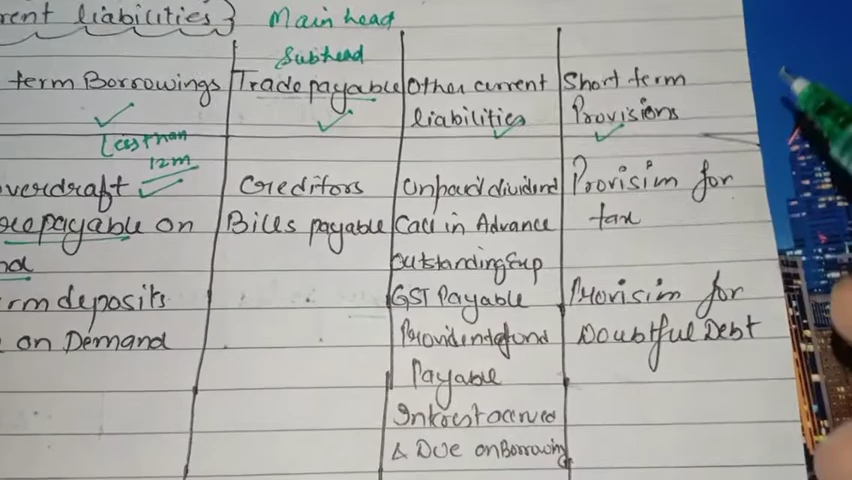 rent liabilities} Main head
Subhead
term Borrowings
Trade payable
Other current
liabilities
Short term
Provisions
Less than
12m
verdraft
repayable on
rm deposits
on Demand
Creditors
Bills payable
Unpaid dividend
Call in Advance
outstanding Exp
GST Payable
Provident fund
Payable
Interest accrued
& Due on Borrowing
Provision for
tax
Provision for
Doubtful Debt